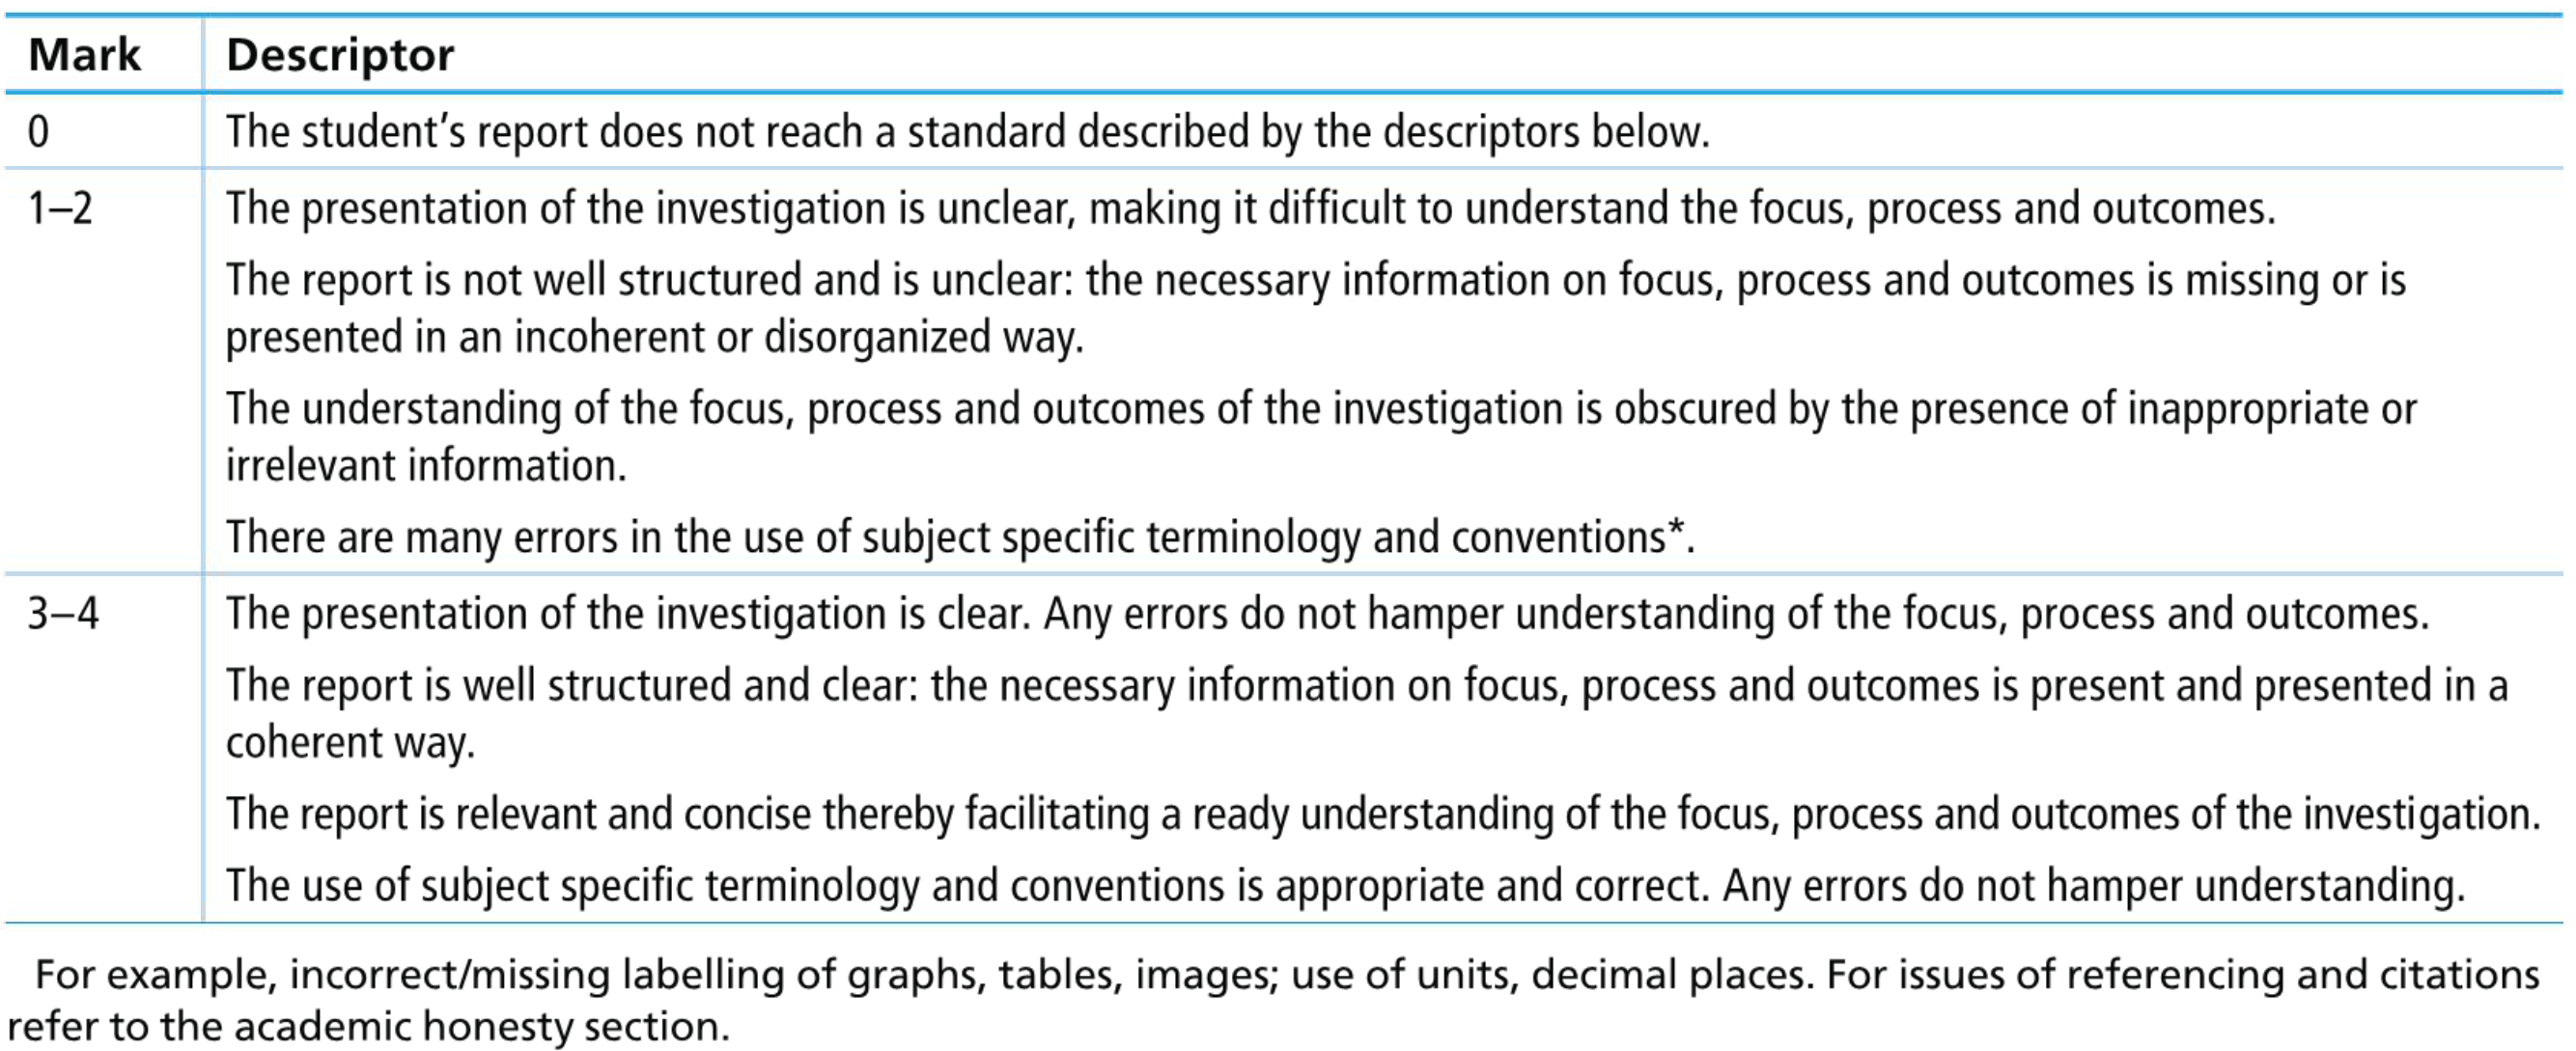 Mark Descriptor
0 The student’s report does not reach a standard described by the descriptors below.
1–2 The presentation of the investigation is unclear, making it difficult to understand the focus, process and outcomes.
The report is not well structured and is unclear: the necessary information on focus, process and outcomes is missing or is
presented in an incoherent or disorganized way.
The understanding of the focus, process and outcomes of the investigation is obscured by the presence of inappropriate or
irrelevant information.
There are many errors in the use of subject specific terminology and conventions*.
3–4 The presentation of the investigation is clear. Any errors do not hamper understanding of the focus, process and outcomes.
The report is well structured and clear: the necessary information on focus, process and outcomes is present and presented in a
coherent way.
The report is relevant and concise thereby facilitating a ready understanding of the focus, process and outcomes of the investigation.
The use of subject specific terminology and conventions is appropriate and correct. Any errors do not hamper understanding.
For example, incorrect/missing labelling of graphs, tables, images; use of units, decimal places. For issues of referencing and citations
refer to the academic honesty section.